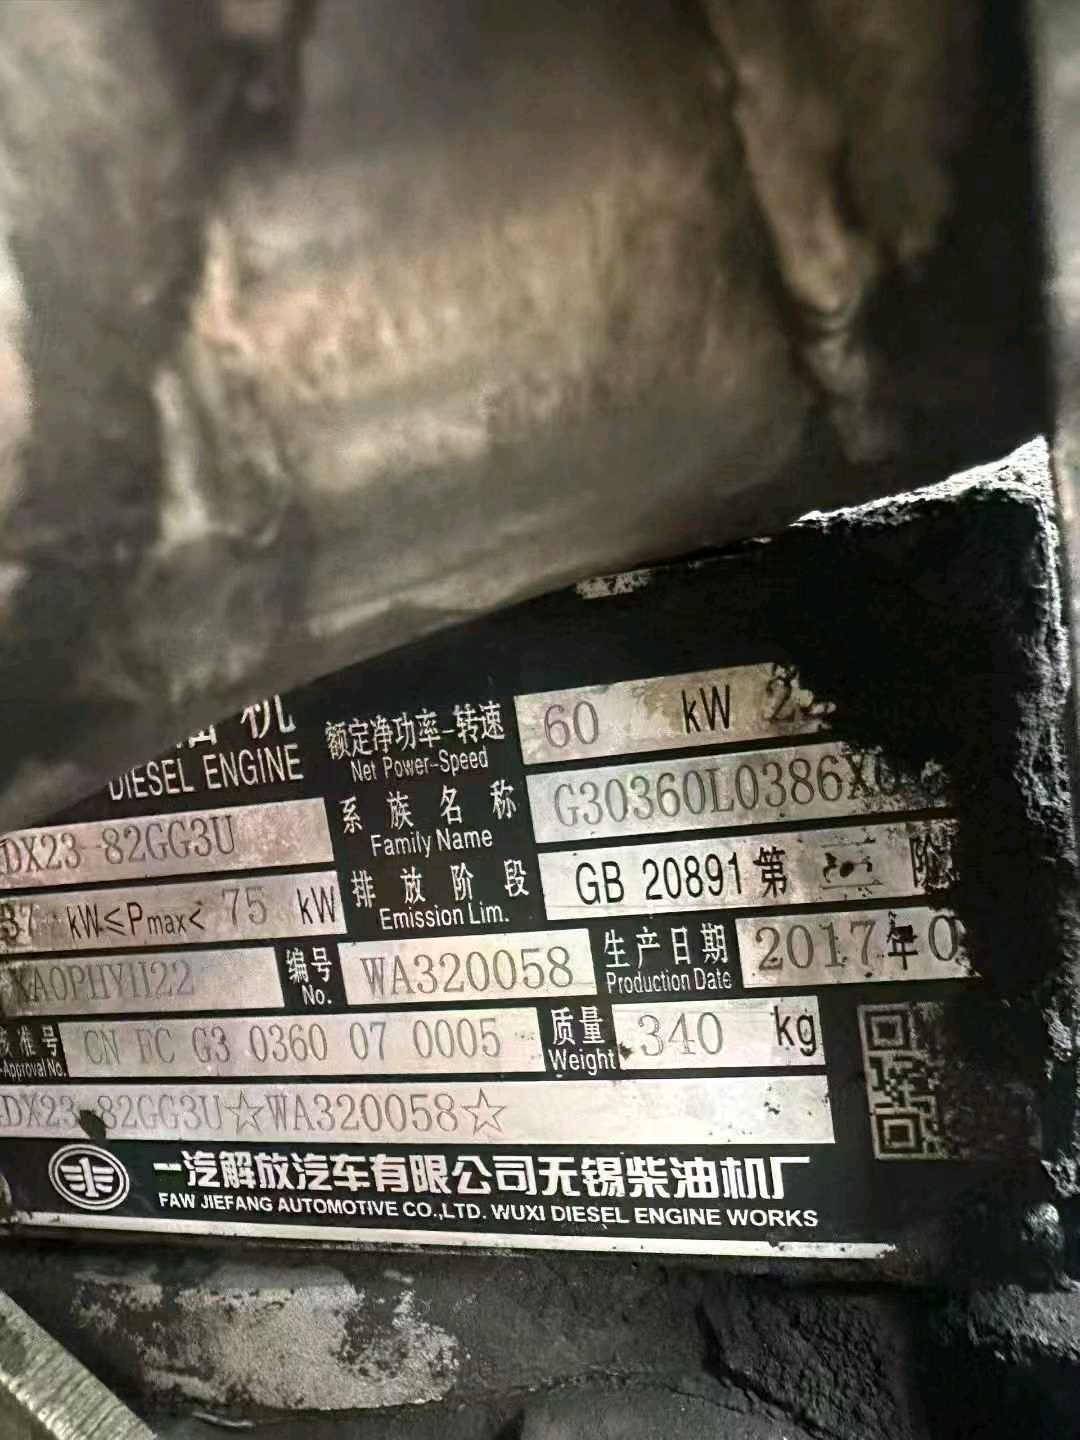 机
DIESEL ENGINE
额定净功率-转速 60 kW
Net Power-Speed
系族名称
Family Name
DX23-82GG3U
排放阶段 GB 20891 第 阶
Emission Lim.
kW≤Pmax< 75 kW
编号 WA320058
No.
生产日期 2017年0
Production Date
准号 CN FC G3 0360 07 0005
Approval No.
质量 340 kg
Weight
DX23-82GG3U☆WA320058☆
一汽解放汽车有限公司无锡柴油机厂
FAW JIEFANG AUTOMOTIVE CO.,LTD. WUXI DIESEL ENGINE WORKS